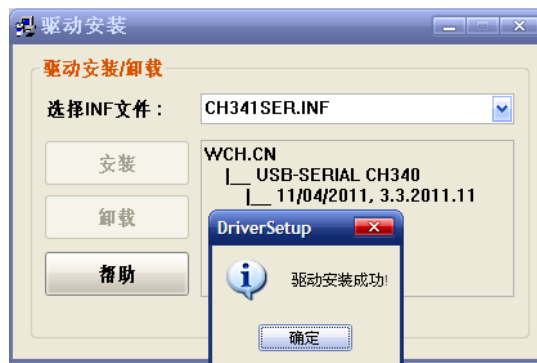 驱动安装
驱动安装/卸载
选择INF文件：
CH341SER.INF
安装
卸载
帮助
WCH.CN
|__ USB-SERIAL CH340
|__ 11/04/2011, 3.3.2011.11
DriverSetup
驱动安装成功!
确定